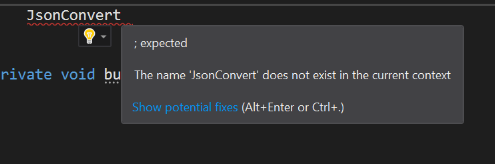 JsonConvert
; expected
The name 'JsonConvert' does not exist in the current context
rivate void bu
Show potential fixes (Alt+Enter or Ctrl+.)